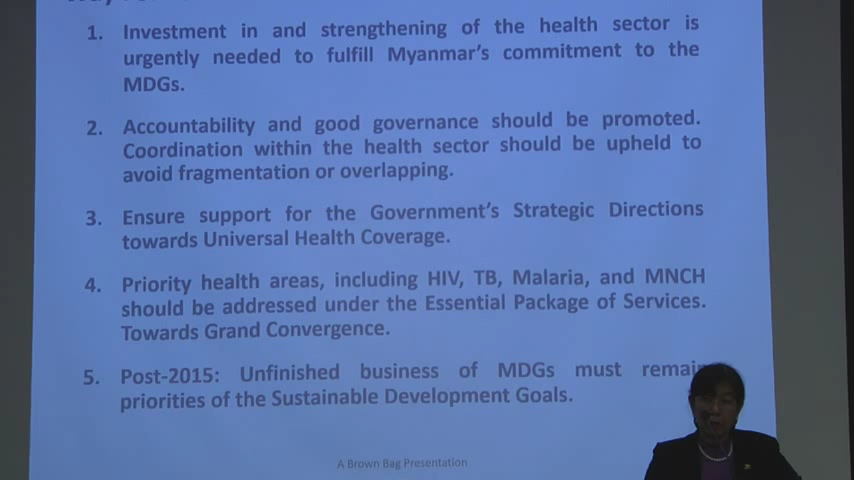 1. Investment in and strengthening of the health sector is
urgently needed to fulfill Myanmar's commitment to the
MDGs.
2. Accountability and good governance should be promoted.
Coordination within the health sector should be upheld to
avoid fragmentation or overlapping.
3. Ensure support for the Government's Strategic Directions
towards Universal Health Coverage.
4. Priority health areas, including HIV, TB, Malaria, and MNCH
should be addressed under the Essential Package of Services.
Towards Grand Convergence.
5. Post-2015: Unfinished business of MDGs must remain
priorities of the Sustainable Development Goals.
A Brown Bag Presentation